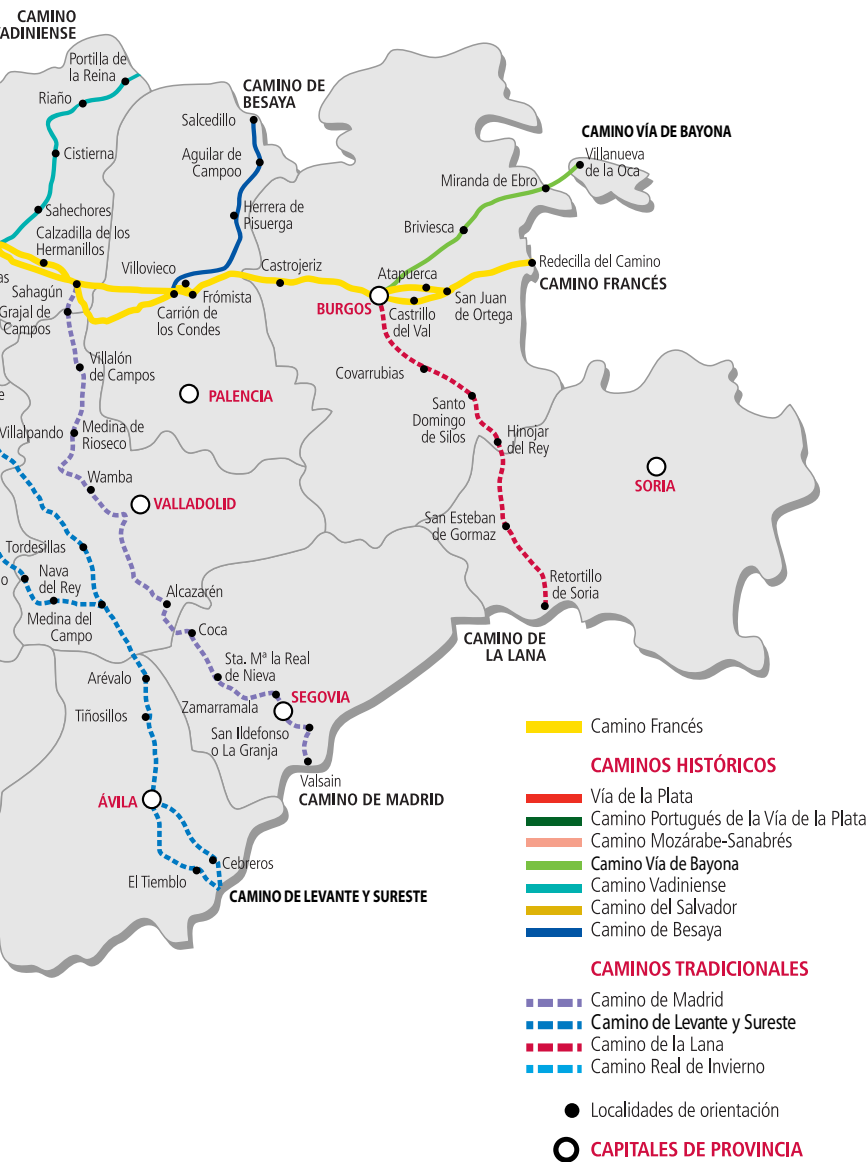 CAMINO
VADINIENSE
Portilla de
la Reina
Riaño
CAMINO DE
BESAYA
Salcedillo
Cistierna
Aguilar de
Campoo
CAMINO VÍA DE BAYONA
Villanueva
de la Oca
Miranda de Ebro
Sahechores
Herrera de
Pisuerga
Briviesca
Calzadilla de los
Hermanillos
Villovieco
Castrojeriz
Atapuerca
Redecilla del Camino
CAMINO FRANCÉS
as
Sahagún
Frómista
Carrión de
los Condes
BURGOS
Castrillo
del Val
San Juan
de Ortega
Grajal de
Campos
Villalón
de Campos
Covarrubias
PALENCIA
e
Santo
Domingo
de Silos
Villalpando
Medina de
Rioseco
Hinojar
del Rey
Wamba
SORIA
VALLADOLID
San Esteban
de Gormaz
Tordesillas
o
Nava
del Rey
Alcazarén
Retortillo
de Soria
Medina del
Campo
Coca
CAMINO DE
LA LANA
Sta. Mª la Real
de Nieva
Arévalo
SEGOVIA
Zamarramala
Tiñosillos
San Ildefonso
o La Granja
Valsain
CAMINO DE MADRID
ÁVILA
Cebreros
El Tiemblo
CAMINO DE LEVANTE Y SURESTE
Camino Francés
CAMINOS HISTÓRICOS
Vía de la Plata
Camino Portugués de la Vía de la Plata
Camino Mozárabe-Sanabrés
Camino Vía de Bayona
Camino Vadiniense
Camino del Salvador
Camino de Besaya
CAMINOS TRADICIONALES
Camino de Madrid
Camino de Levante y Sureste
Camino de la Lana
Camino Real de Invierno
Localidades de orientación
CAPITALES DE PROVINCIA